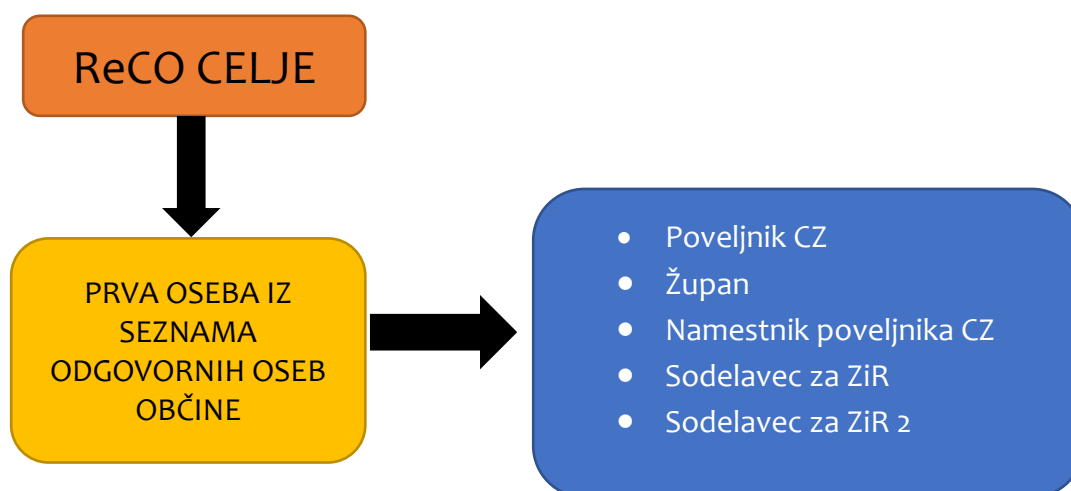 ReCO CELJE
PRVA OSEBA IZ
SEZNAMA
ODGOVORNIH OSEB
OBČINE
• Poveljnik CZ
• Župan
• Namestnik poveljnika CZ
• Sodelavec za ZiR
• Sodelavec za ZiR 2